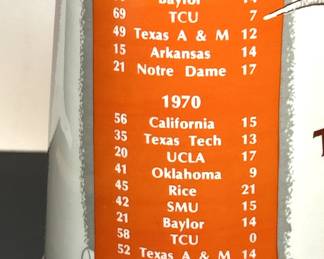 Baylor 14
69 TCU 7
49 Texas A & M 12
15 Arkansas 14
21 Notre Dame 17
1970
56 California 15
35 Texas Tech 13
20 UCLA 17
41 Oklahoma 9
45 Rice 21
42 SMU 15
21 Baylor 14
58 TCU 0
52 Texas A & M 14
T